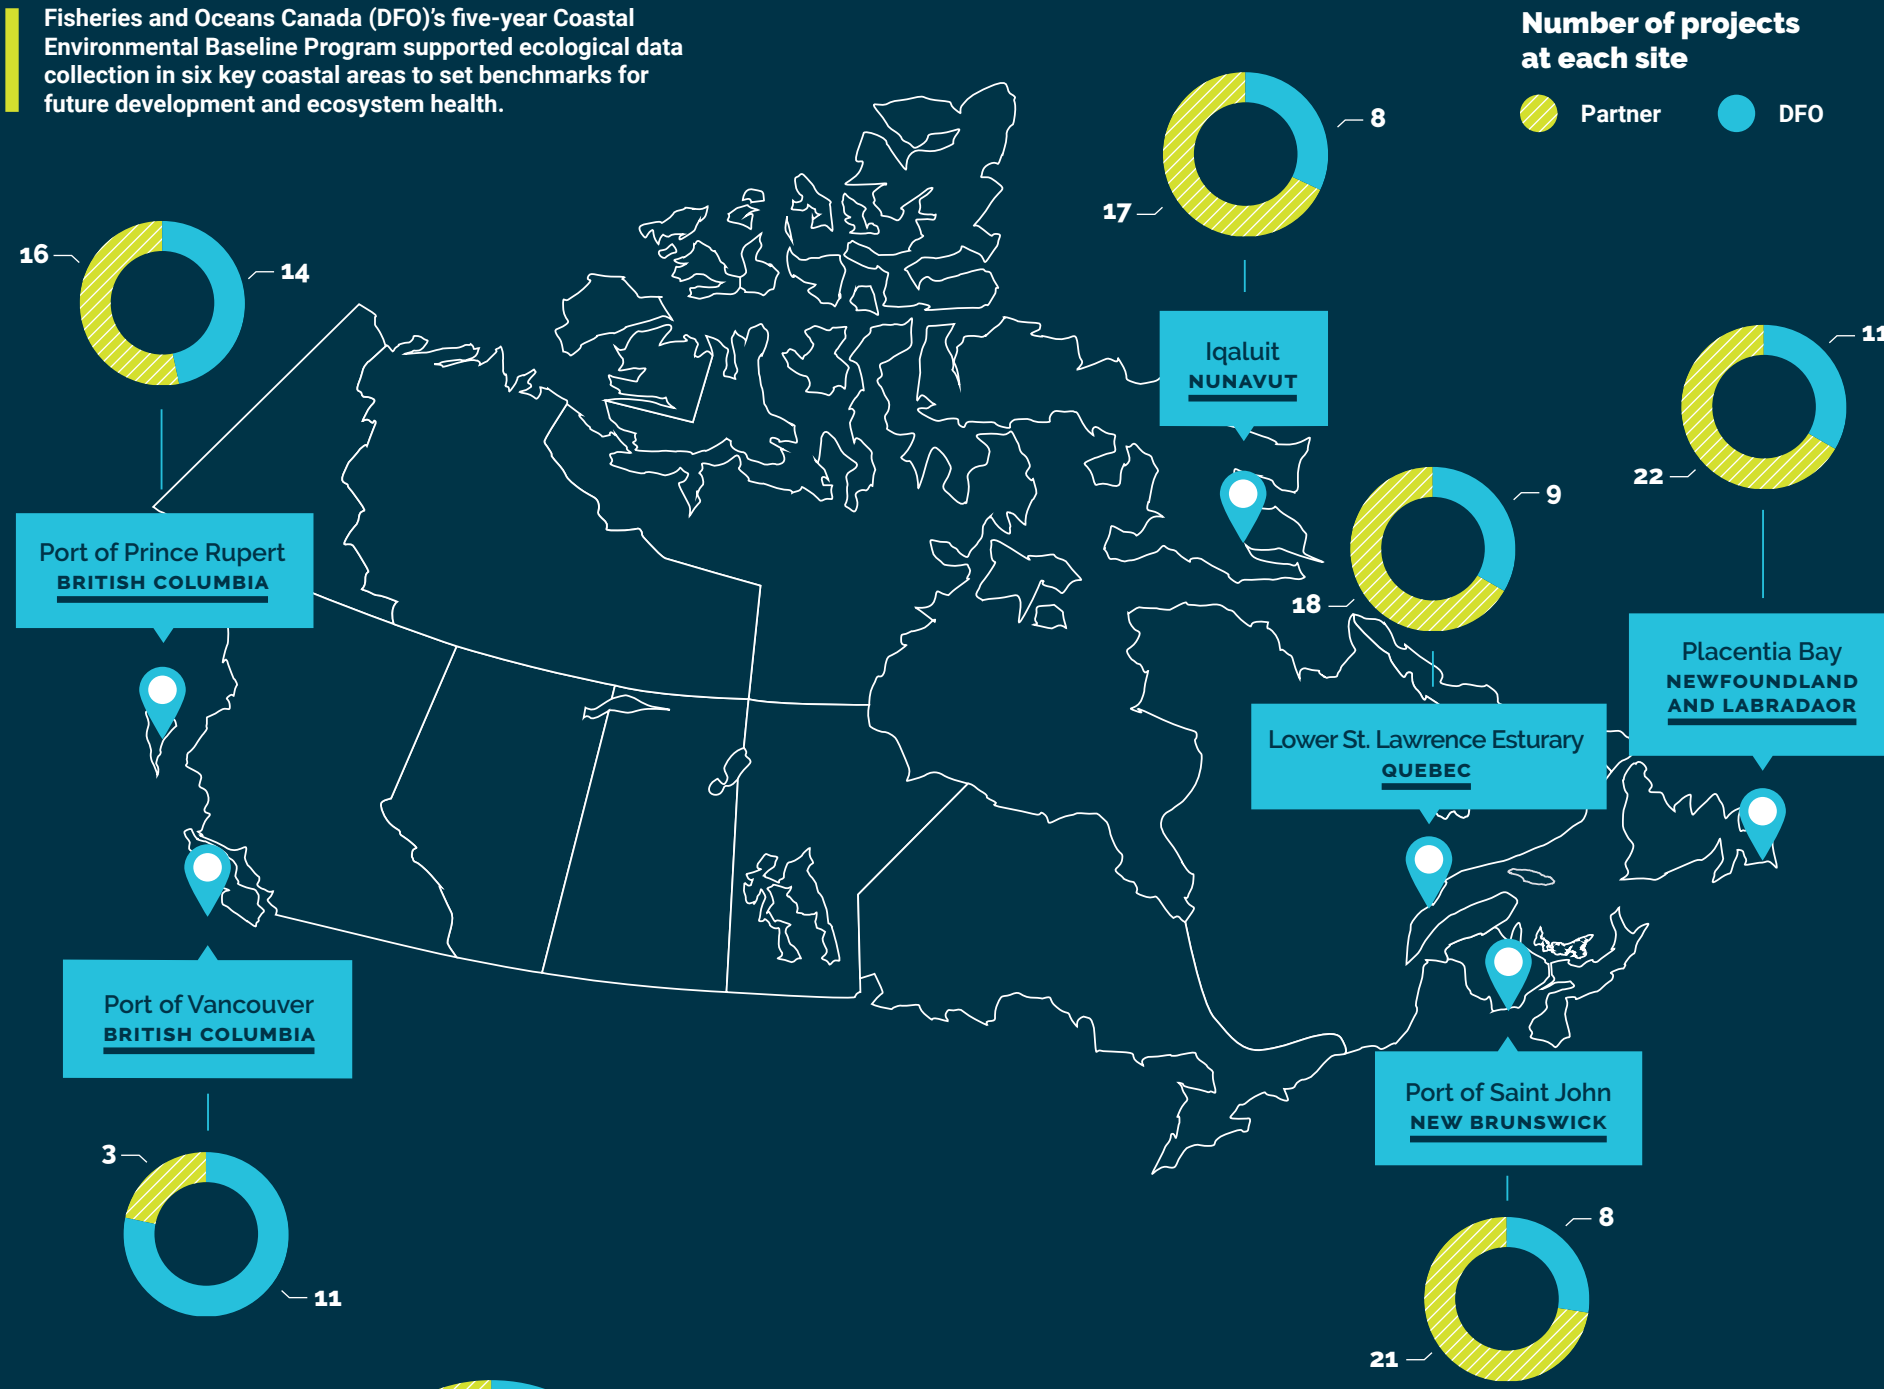 Fisheries and Oceans Canada (DFO)’s five-year Coastal
Environmental Baseline Program supported ecological data
collection in six key coastal areas to set benchmarks for
future development and ecosystem health.
Number of projects
at each site
Partner
DFO
8
17
Iqaluit
NUNAVUT
16
14
Port of Prince Rupert
BRITISH COLUMBIA
11
22
Placentia Bay
NEWFOUNDLAND
AND LABRADAOR
9
18
Lower St. Lawrence Esturary
QUEBEC
Port of Vancouver
BRITISH COLUMBIA
3
11
Port of Saint John
NEW BRUNSWICK
8
21